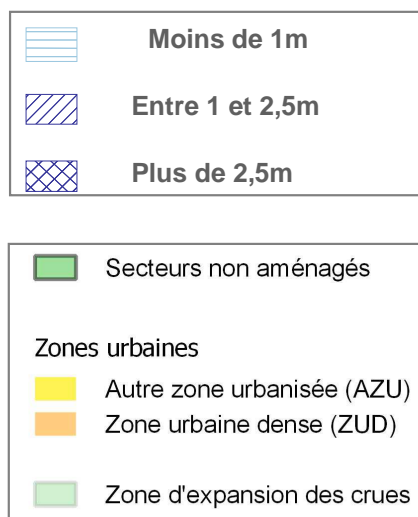 Moins de 1m
Entre 1 et 2,5m
Plus de 2,5m
Secteurs non aménagés
Zones urbaines
Autre zone urbanisée (AZU)
Zone urbaine dense (ZUD)
Zone d'expansion des crues